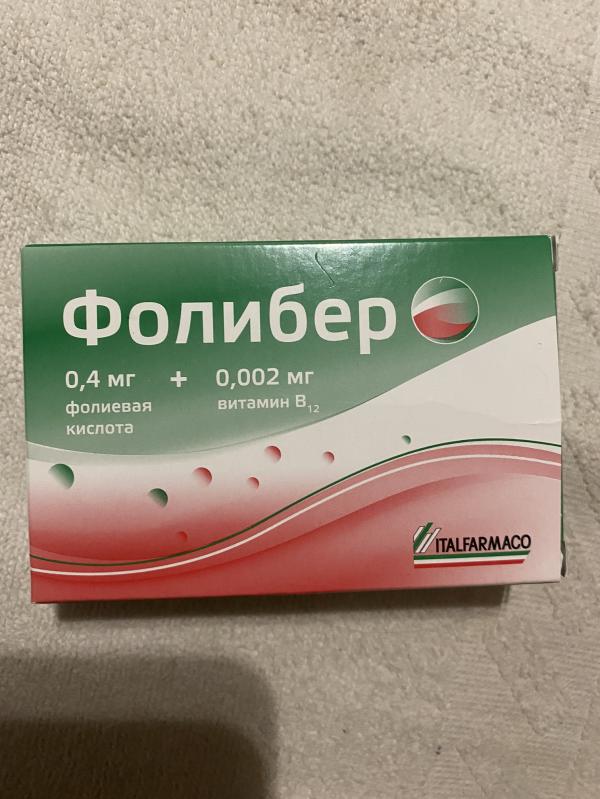 Фолибер
0,4 мг + 0,002 мг
фолиевая витамин B₁₂
кислота
ITALFARMACO